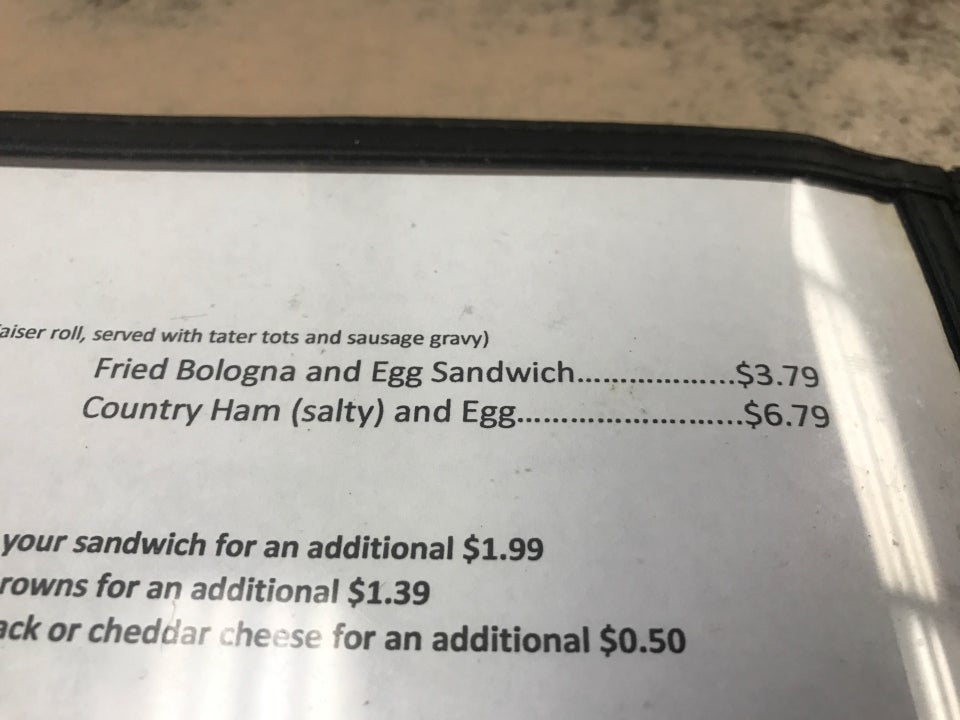 aiser roll, served with tater tots and sausage gravy)
Fried Bologna and Egg Sandwich...................$3.79
Country Ham (salty) and Egg..........................$6.79
your sandwich for an additional $1.99
rowns for an additional $1.39
ack or cheddar cheese for an additional $0.50